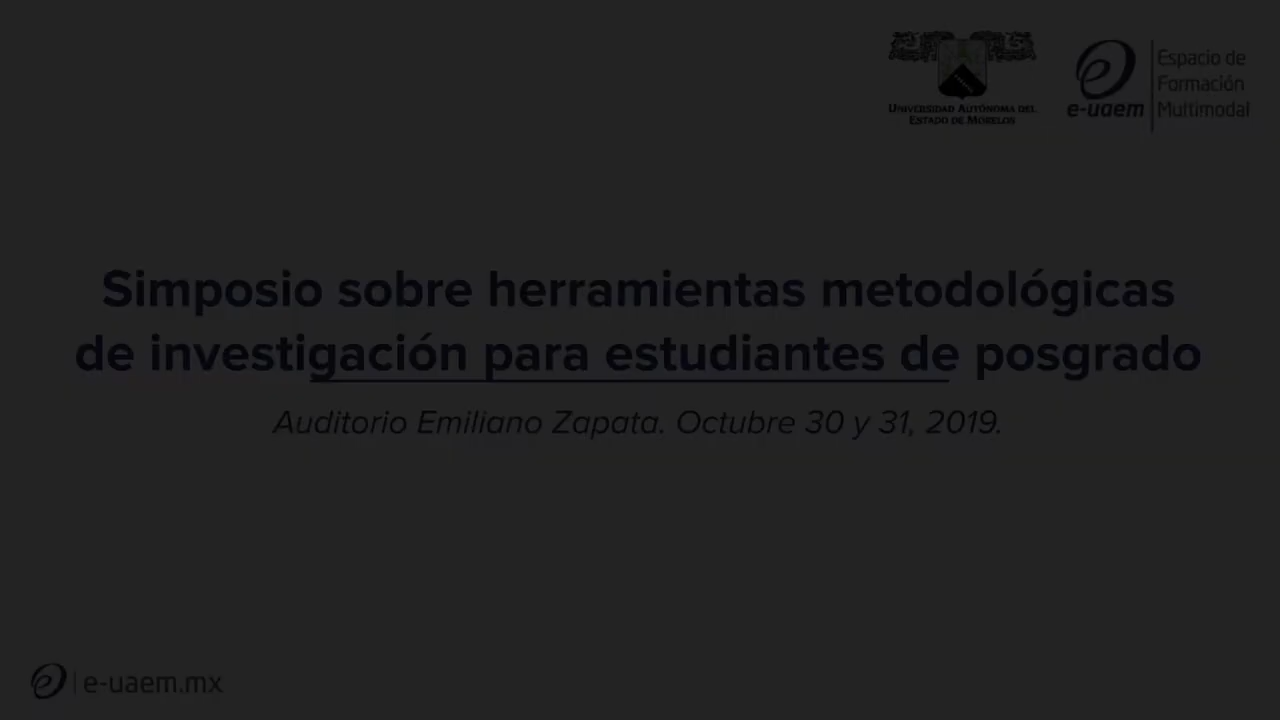 UNIVERSIDAD AUTÓNOMA DEL
ESTADO DE MORELOS
e-uaem
Espacio de
Formación
Multimodal
Simposio sobre herramientas metodológicas
de investigación para estudiantes de posgrado
Auditorio Emiliano Zapata. Octubre 30 y 31, 2019.
e-uaem.mx